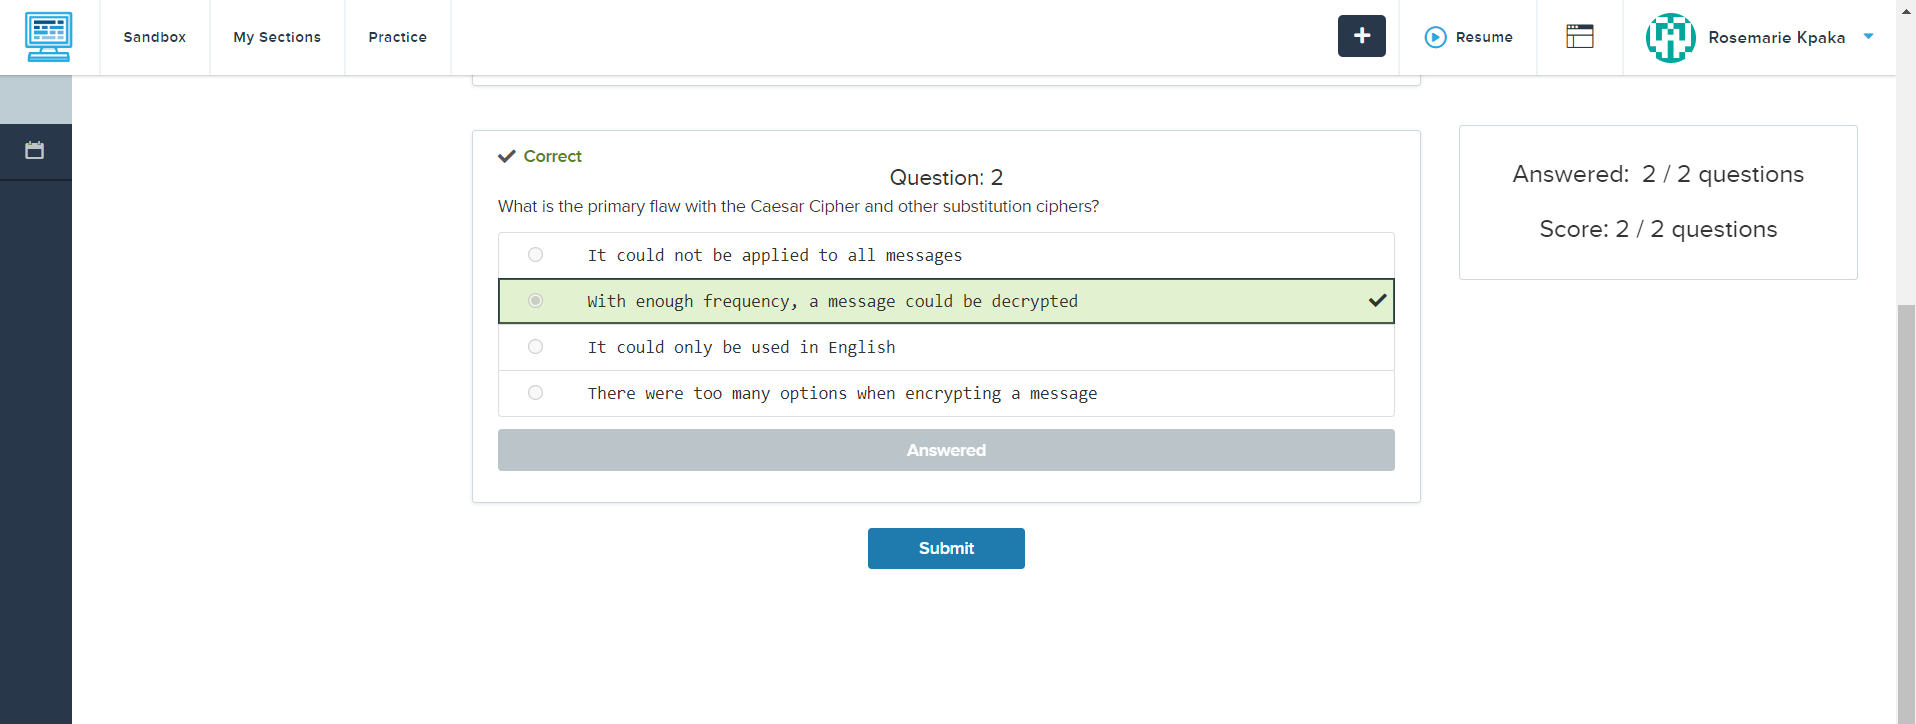 Sandbox
My Sections
Practice
+
Resume
Rosemarie Kpaka
Correct
Question: 2
What is the primary flaw with the Caesar Cipher and other substitution ciphers?
It could not be applied to all messages
With enough frequency, a message could be decrypted
It could only be used in English
There were too many options when encrypting a message
Answered
Submit
Answered: 2 / 2 questions
Score: 2 / 2 questions